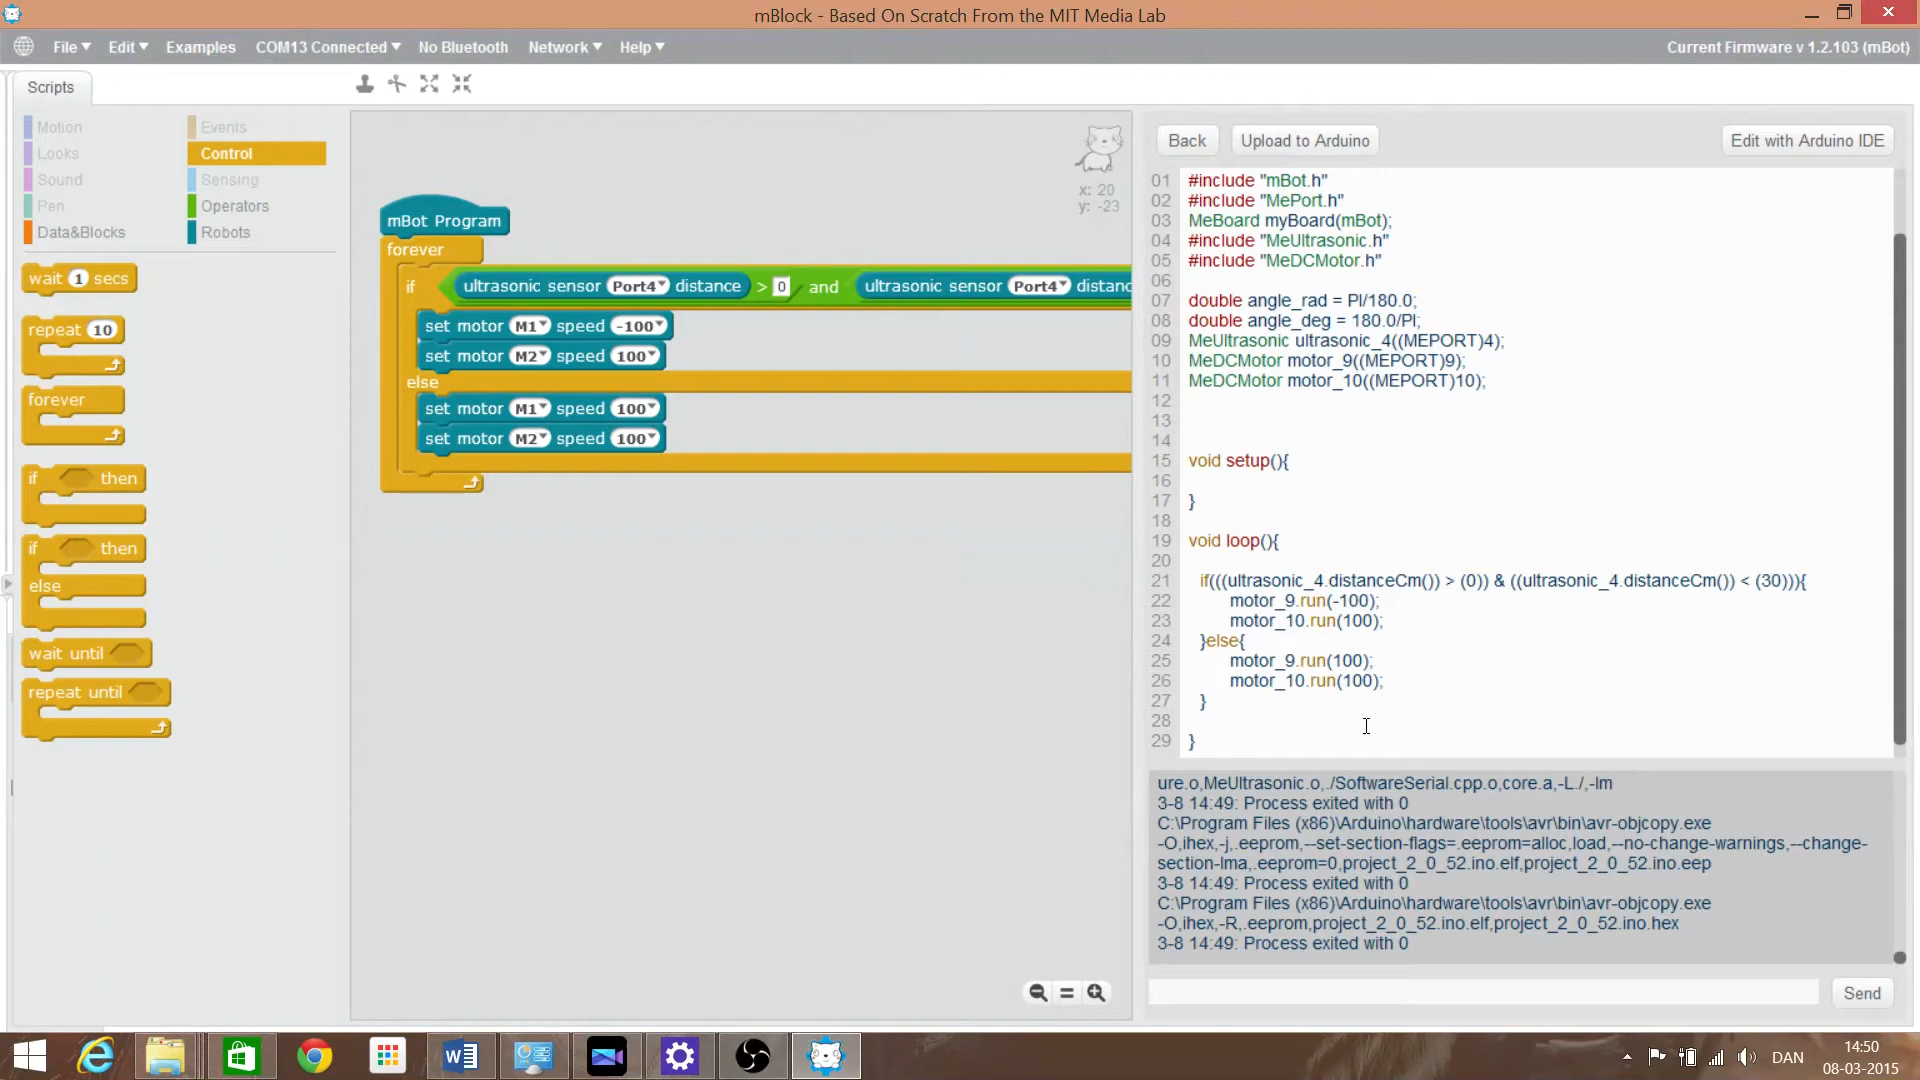 mBlock - Based On Scratch From the MIT Media Lab
File Edit Examples COM13 Connected No Bluetooth Network Help Current Firmware v 1.2.103 (mBot)
Scripts
Motion Events
Looks Control
Sound Sensing
Pen Operators
Data&Blocks Robots
wait 1 secs
repeat 10
forever
if then
if then
else
wait until
repeat until
x: 20
y: -23
mBot Program
forever
if ultrasonic sensor Port4 distance > 0 and ultrasonic sensor Port4 distanc
set motor M1 speed -100
set motor M2 speed 100
else
set motor M1 speed 100
set motor M2 speed 100
Back Upload to Arduino Edit with Arduino IDE
01 #include "mBot.h"
02 #include "MePort.h"
03 MeBoard myBoard(mBot);
04 #include "MeUltrasonic.h"
05 #include "MeDCMotor.h"
06
07 double angle_rad = PI/180.0;
08 double angle_deg = 180.0/PI;
09 MeUltrasonic ultrasonic_4((MEPORT)4);
10 MeDCMotor motor_9((MEPORT)9);
11 MeDCMotor motor_10((MEPORT)10);
12
13
14
15 void setup(){
16
17 }
18
19 void loop(){
20
21 if(((ultrasonic_4.distanceCm()) > (0)) & ((ultrasonic_4.distanceCm()) < (30))){
22 motor_9.run(-100);
23 motor_10.run(100);
24 }else{
25 motor_9.run(100);
26 motor_10.run(100);
27 }
28
29 }
ure.o,MeUltrasonic.o,./SoftwareSerial.cpp.o,core.a,-L./,-lm
3-8 14:49: Process exited with 0
C:\Program Files (x86)\Arduino\hardware\tools\avr\bin\avr-objcopy.exe
-O,ihex,-j,.eeprom,--set-section-flags=.eeprom=alloc,load,--no-change-warnings,--change-
section-lma,.eeprom=0,project_2_0_52.ino.elf,project_2_0_52.ino.eep
3-8 14:49: Process exited with 0
C:\Program Files (x86)\Arduino\hardware\tools\avr\bin\avr-objcopy.exe
-O,ihex,-R,.eeprom,project_2_0_52.ino.elf,project_2_0_52.ino.hex
3-8 14:49: Process exited with 0
Send
DAN
14:50
08-03-2015